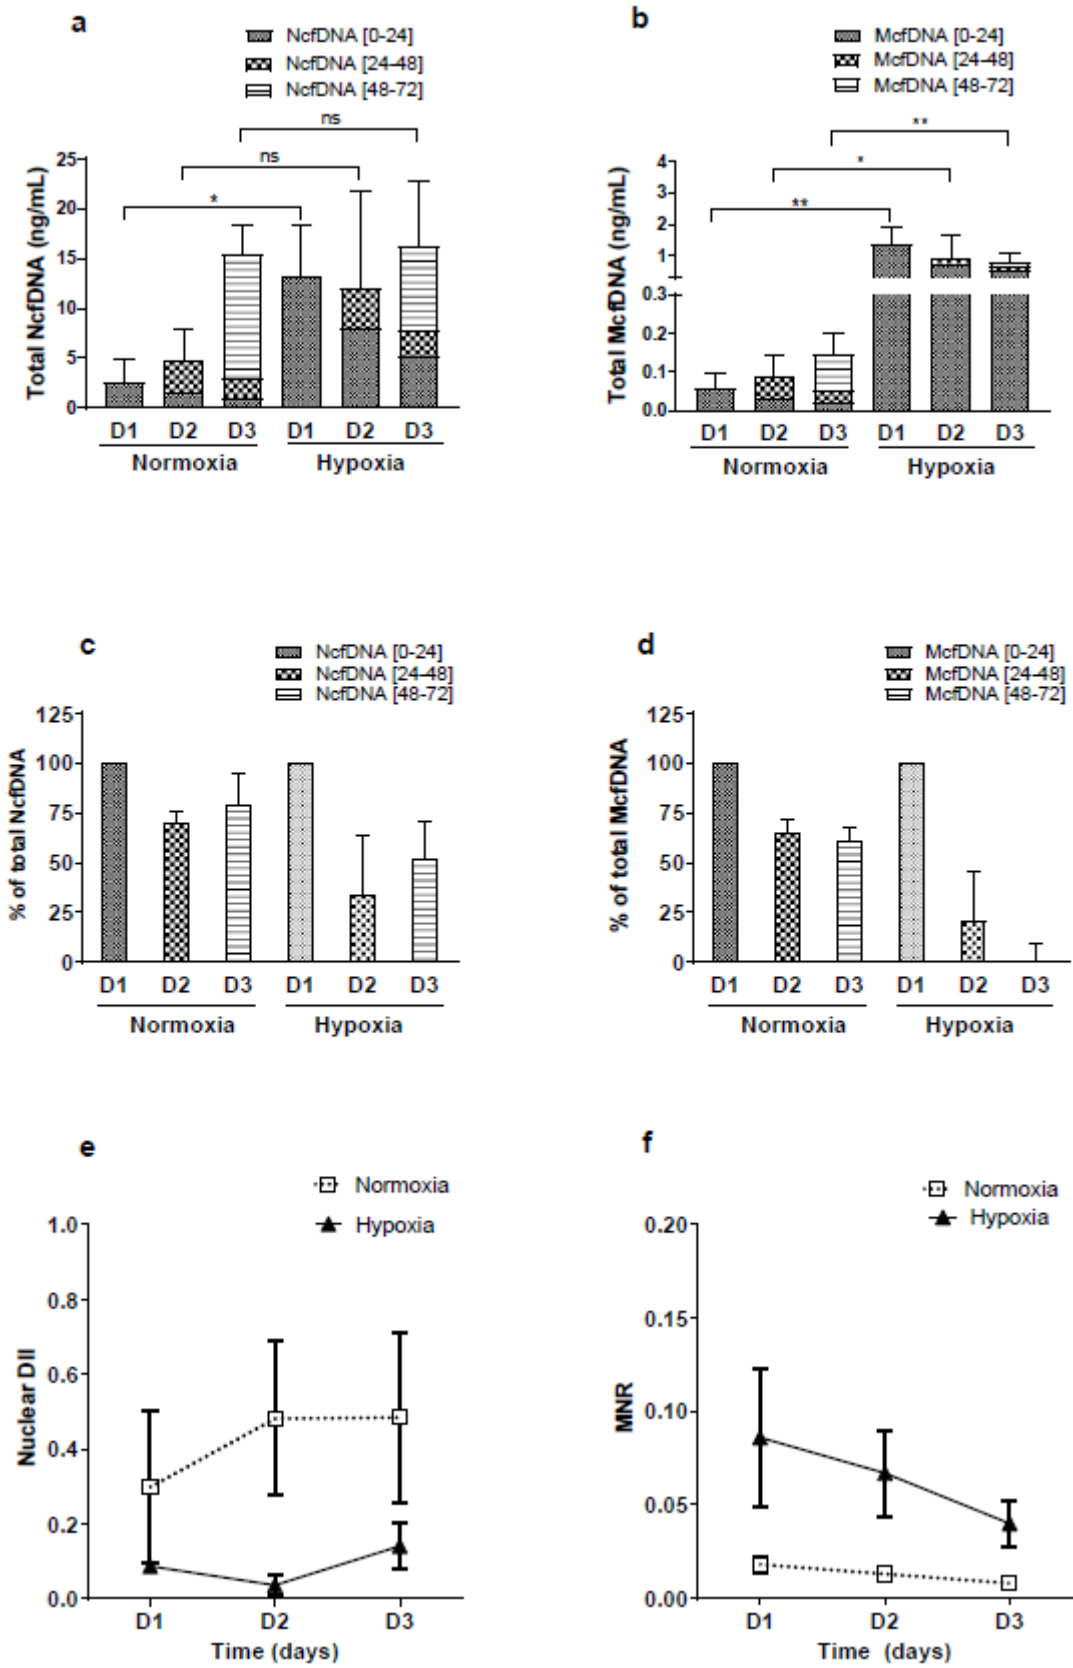 a
NcfDNA [0-24]
NcfDNA [24-48]
NcfDNA [48-72]
ns
ns
*
Total NcfDNA (ng/mL)
25
20
15
10
5
0
D1 D2 D3 D1 D2 D3
Normoxia Hypoxia
b
McfDNA [0-24]
McfDNA [24-48]
McfDNA [48-72]
**
*
**
Total McfDNA (ng/mL)
4
3
2
1
0.3
0.2
0.1
0.0
D1 D2 D3 D1 D2 D3
Normoxia Hypoxia
c
NcfDNA [0-24]
NcfDNA [24-48]
NcfDNA [48-72]
% of total NcfDNA
125
100
75
50
25
0
D1 D2 D3 D1 D2 D3
Normoxia Hypoxia
d
McfDNA [0-24]
McfDNA [24-48]
McfDNA [48-72]
% of total McfDNA
125
100
75
50
25
0
D1 D2 D3 D1 D2 D3
Normoxia Hypoxia
e
Normoxia
Hypoxia
Nuclear DII
1.0
0.8
0.6
0.4
0.2
0.0
D1 D2 D3
Time (days)
f
Normoxia
Hypoxia
MNR
0.20
0.15
0.10
0.05
0.00
D1 D2 D3
Time (days)